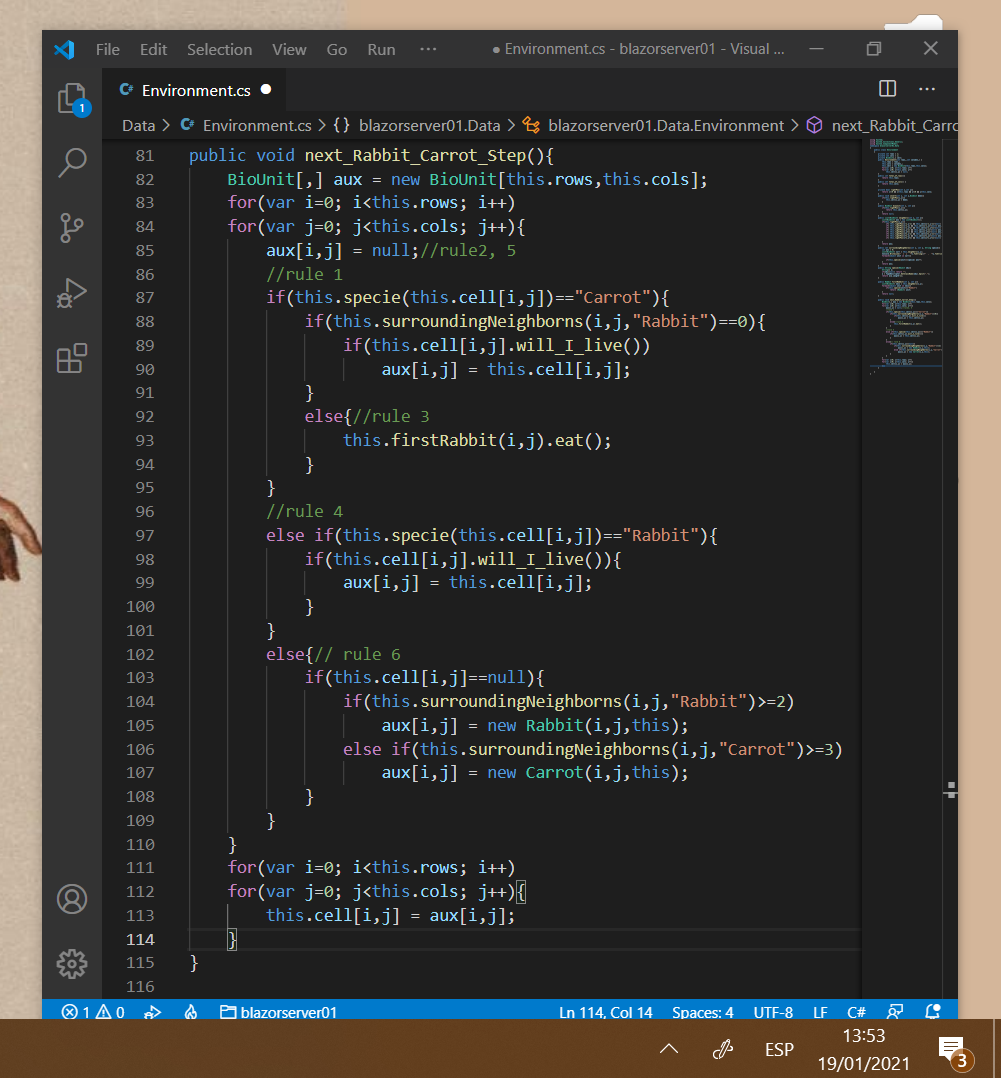 File Edit Selection View Go Run ··· ● Environment.cs - blazorserver01 - Visual ...
1
C# Environment.cs ●
Data > C# Environment.cs > {} blazorserver01.Data > blazorserver01.Data.Environment > next_Rabbit_Carro
81 public void next_Rabbit_Carrot_Step(){
82 BioUnit[,] aux = new BioUnit[this.rows,this.cols];
83 for(var i=0; i<this.rows; i++)
84 for(var j=0; j<this.cols; j++){
85 aux[i,j] = null;//rule2, 5
86 //rule 1
87 if(this.specie(this.cell[i,j])=="Carrot"){
88 if(this.surroundingNeighborns(i,j,"Rabbit")==0){
89 if(this.cell[i,j].will_I_live())
90 aux[i,j] = this.cell[i,j];
91 }
92 else{//rule 3
93 this.firstRabbit(i,j).eat();
94 }
95 }
96 //rule 4
97 else if(this.specie(this.cell[i,j])=="Rabbit"){
98 if(this.cell[i,j].will_I_live()){
99 aux[i,j] = this.cell[i,j];
100 }
101 }
102 else{// rule 6
103 if(this.cell[i,j]==null){
104 if(this.surroundingNeighborns(i,j,"Rabbit")>=2)
105 aux[i,j] = new Rabbit(i,j,this);
106 else if(this.surroundingNeighborns(i,j,"Carrot")>=3)
107 aux[i,j] = new Carrot(i,j,this);
108 }
109 }
110 }
111 for(var i=0; i<this.rows; i++)
112 for(var j=0; j<this.cols; j++){
113 this.cell[i,j] = aux[i,j];
114 }
115 }
116
1 0 blazorserver01 Ln 114, Col 14 Spaces: 4 UTF-8 LF C#
ESP 13:53
19/01/2021 3